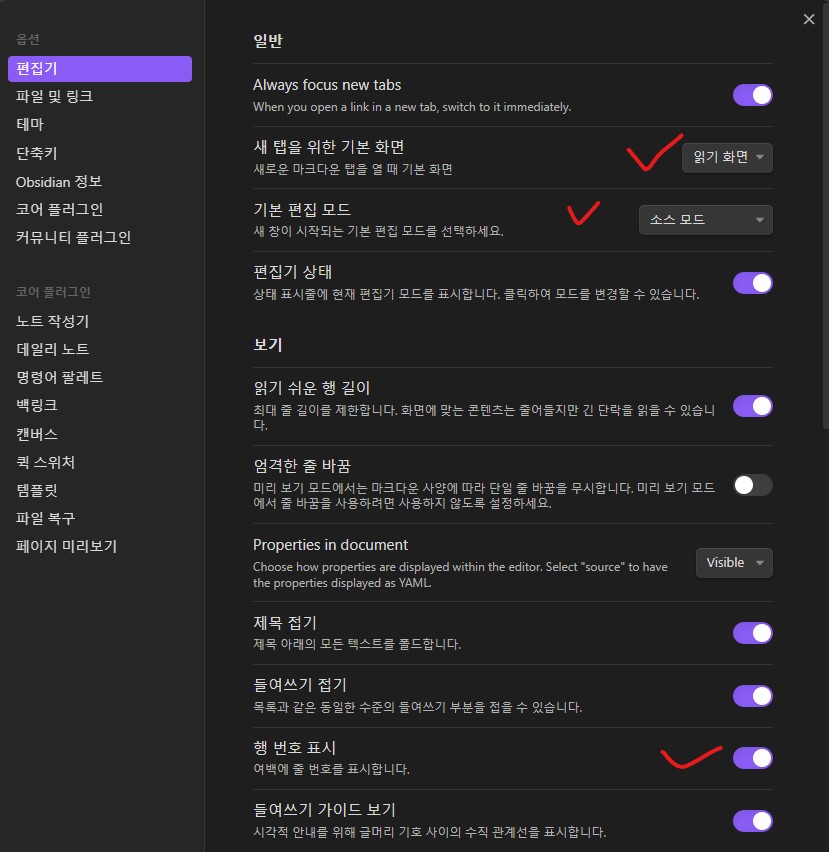 옵션
편집기
파일 및 링크
테마
단축키
Obsidian 정보
코어 플러그인
커뮤니티 플러그인
코어 플러그인
노트 작성기
데일리 노트
명령어 팔레트
백링크
캔버스
퀵 스위처
템플릿
파일 복구
페이지 미리보기
일반
Always focus new tabs
When you open a link in a new tab, switch to it immediately.
새 탭을 위한 기본 화면
새로운 마크다운 탭을 열 때 기본 화면
읽기 화면
기본 편집 모드
새 창이 시작되는 기본 편집 모드를 선택하세요.
소스 모드
편집기 상태
상태 표시줄에 현재 편집기 모드를 표시합니다. 클릭하여 모드를 변경할 수 있습니다.
보기
읽기 쉬운 행 길이
최대 줄 길이를 제한합니다. 화면에 맞는 콘텐츠는 줄어들지만 긴 단락을 읽을 수 있습니
다.
엄격한 줄 바꿈
미리 보기 모드에서는 마크다운 사양에 따라 단일 줄 바꿈을 무시합니다. 미리 보기 모드
에서 줄 바꿈을 사용하려면 사용하지 않도록 설정하세요.
Properties in document
Choose how properties are displayed within the editor. Select "source" to have
the properties displayed as YAML.
Visible
제목 접기
제목 아래의 모든 텍스트를 폴드합니다.
들여쓰기 접기
목록과 같은 동일한 수준의 들여쓰기 부분을 접을 수 있습니다.
행 번호 표시
여백에 줄 번호를 표시합니다.
들여쓰기 가이드 보기
시각적 안내를 위해 글머리 기호 사이의 수직 관계선을 표시합니다.